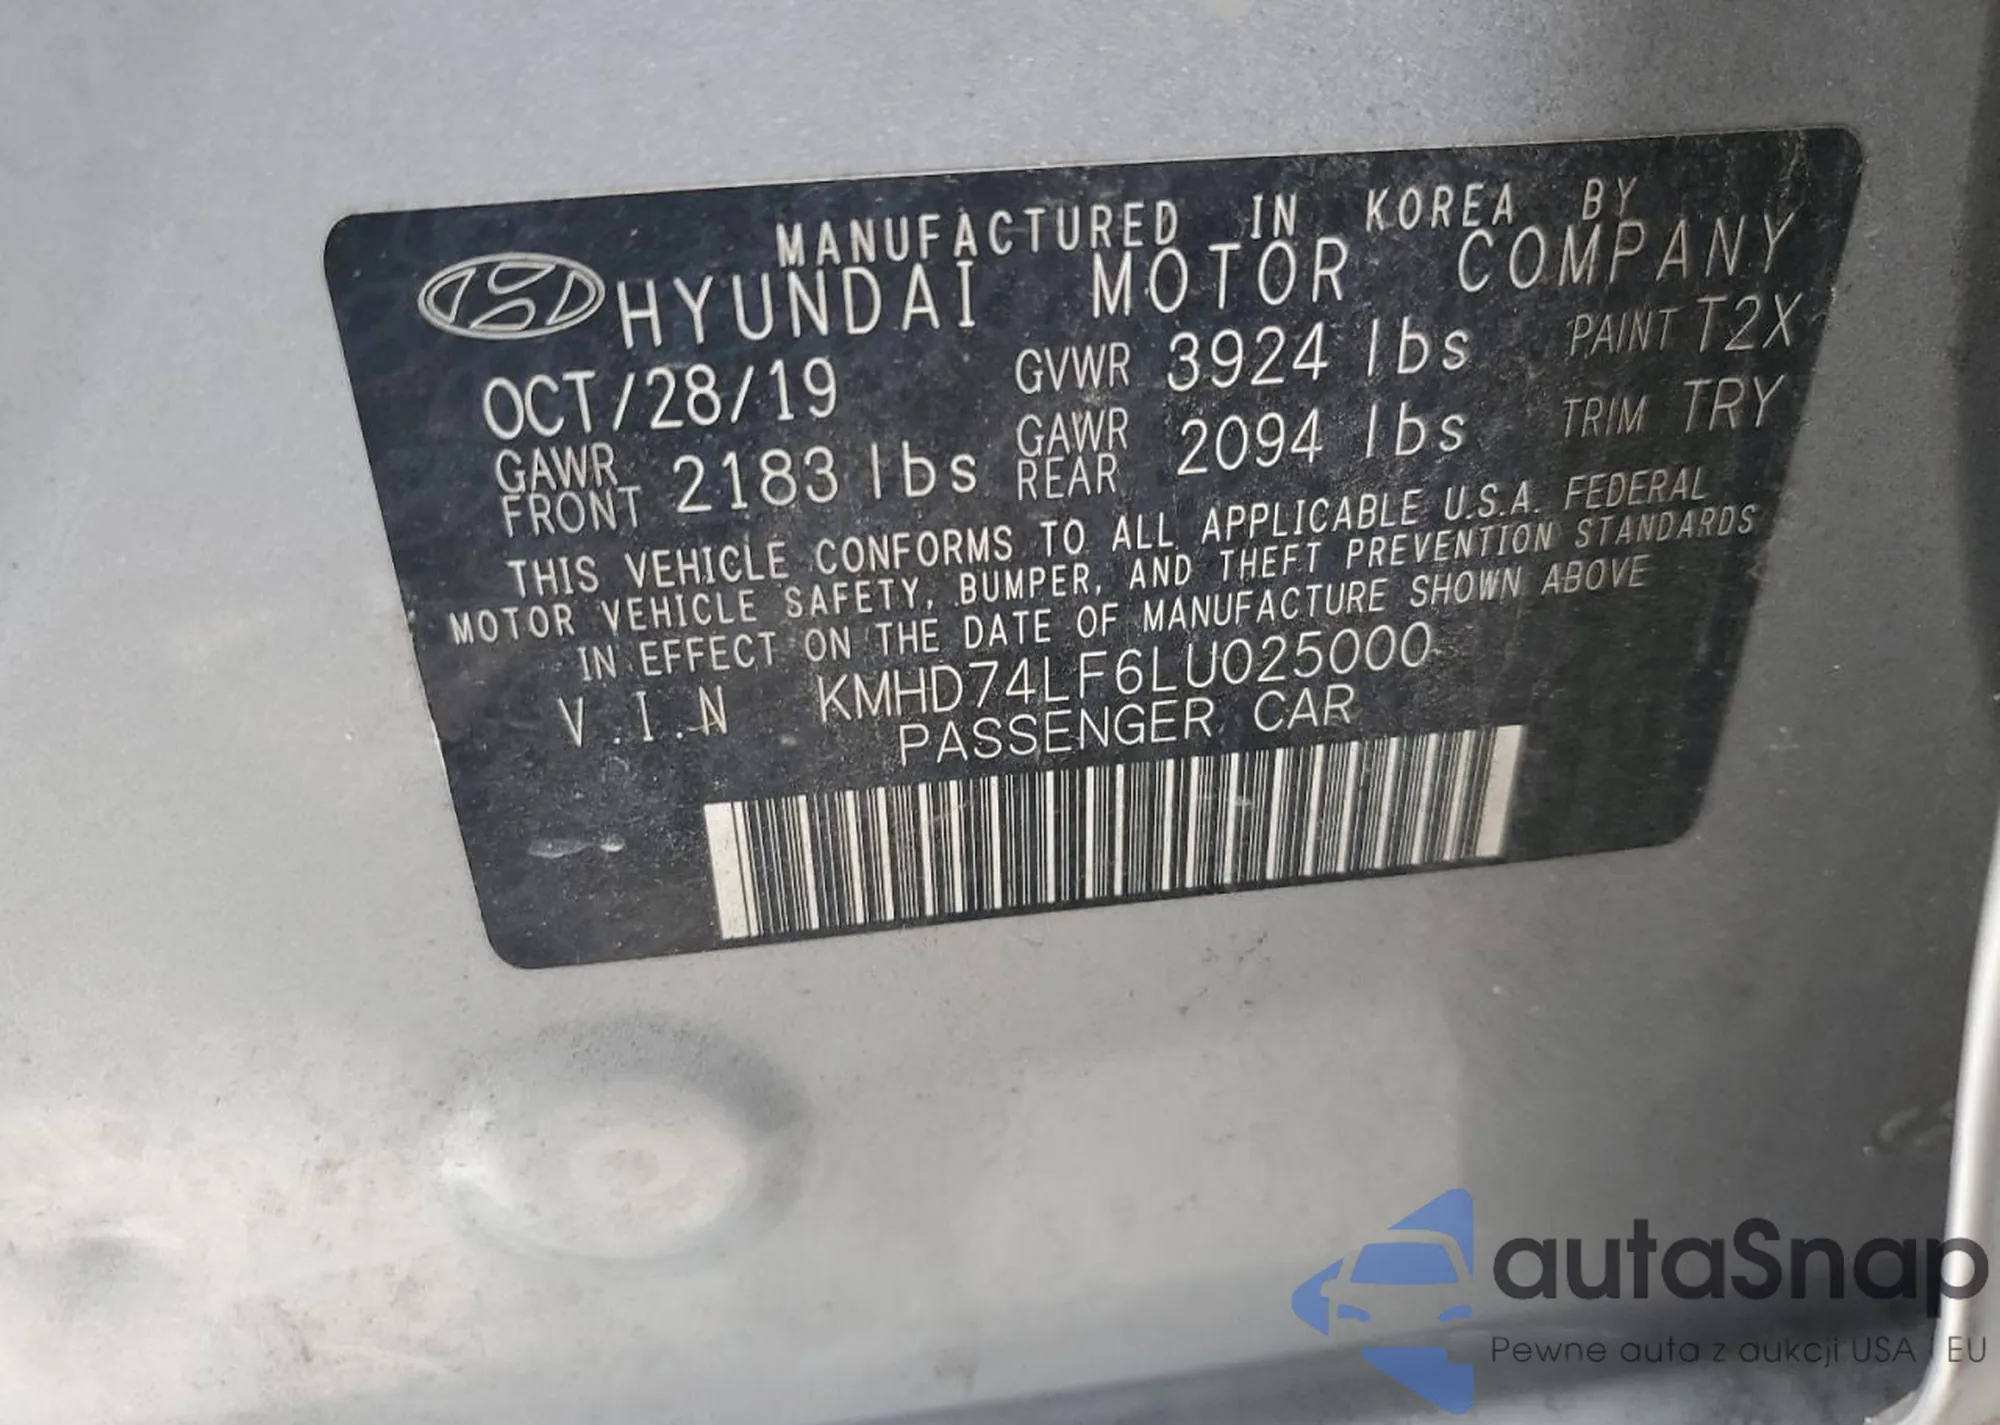 MANUFACTURED IN KOREA BY
HYUNDAI MOTOR COMPANY
OCT/28/19 GVWR 3924 lbs PAINT T2X
GAWR FRONT 2183 lbs GAWR REAR 2094 lbs TRIM TRY
THIS VEHICLE CONFORMS TO ALL APPLICABLE U.S.A. FEDERAL
MOTOR VEHICLE SAFETY, BUMPER, AND THEFT PREVENTION STANDARDS
IN EFFECT ON THE DATE OF MANUFACTURE SHOWN ABOVE
V.I.N KMHD74LF6LU025000
PASSENGER CAR
autaSnap
Pewne auta z aukcji USA i EU